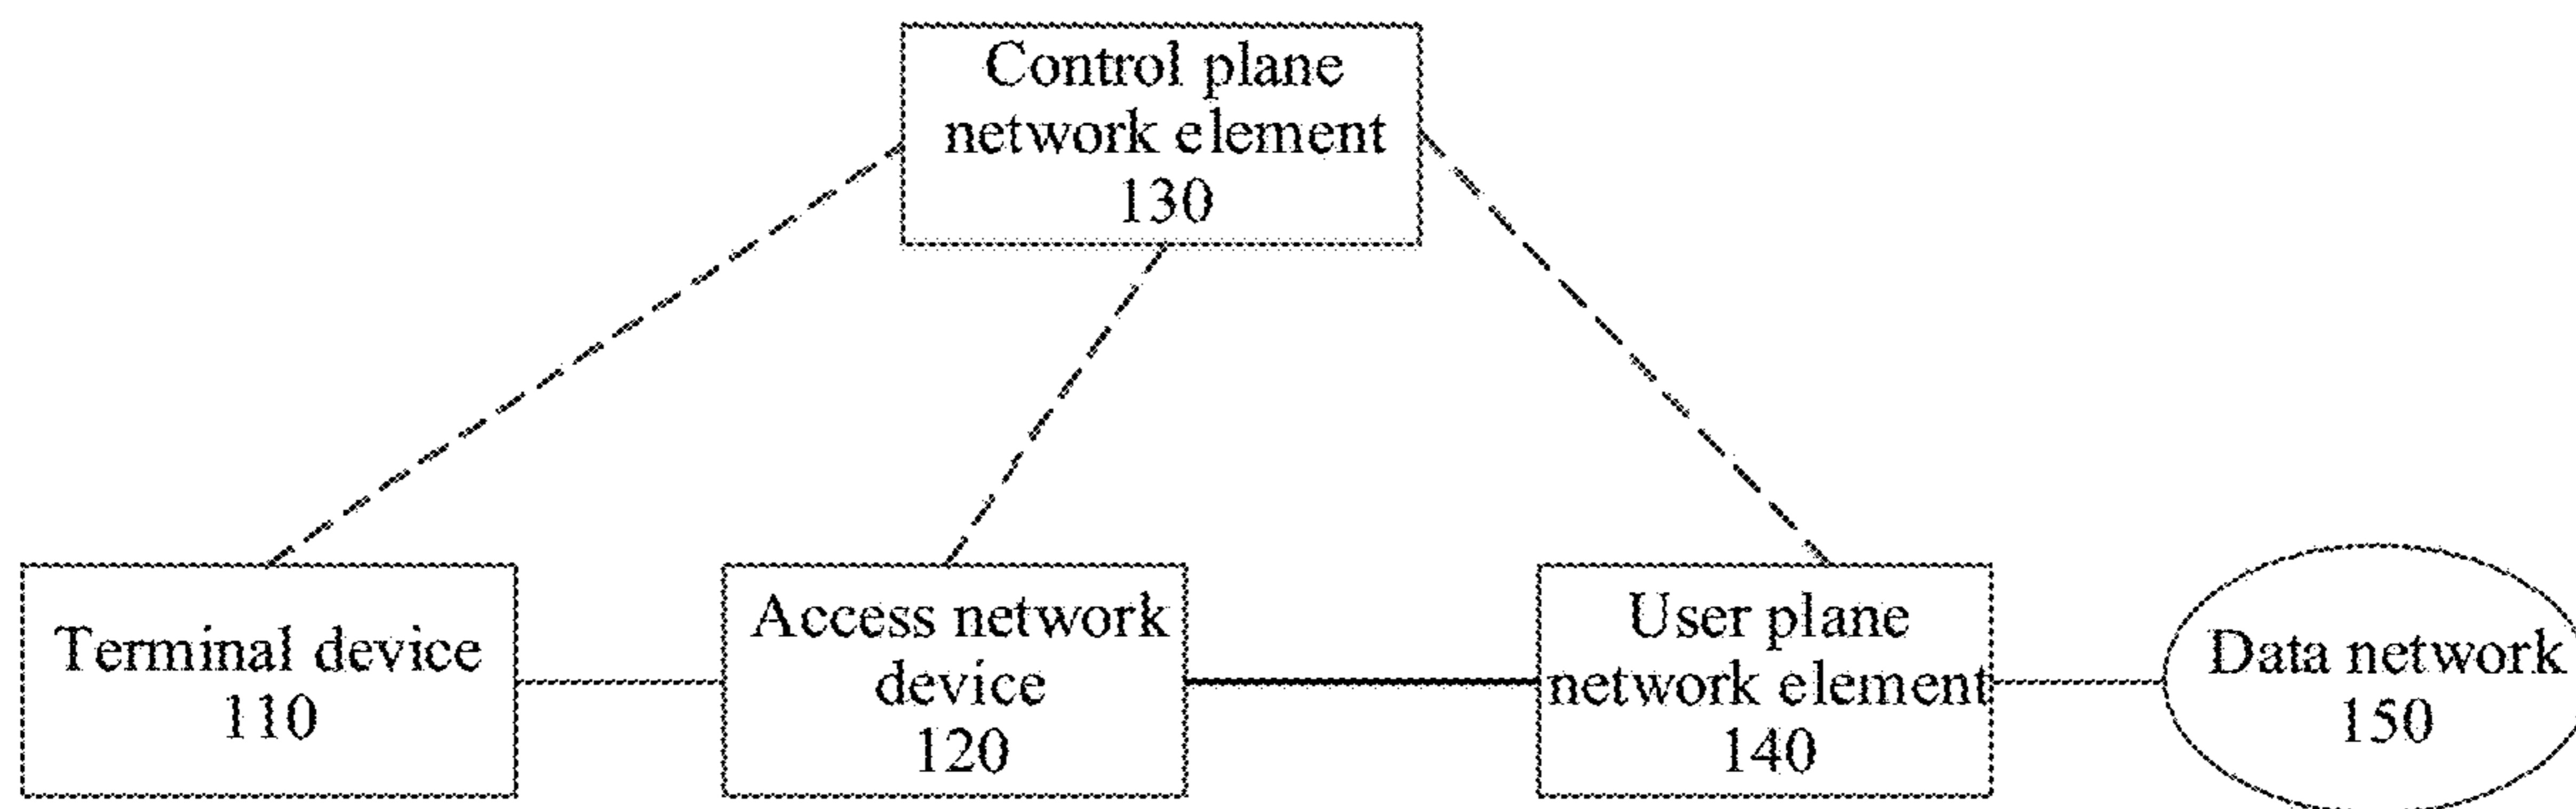 Control plane
network element
130
Terminal device
110
Access network
device
120
User plane
network element
140
Data network
150